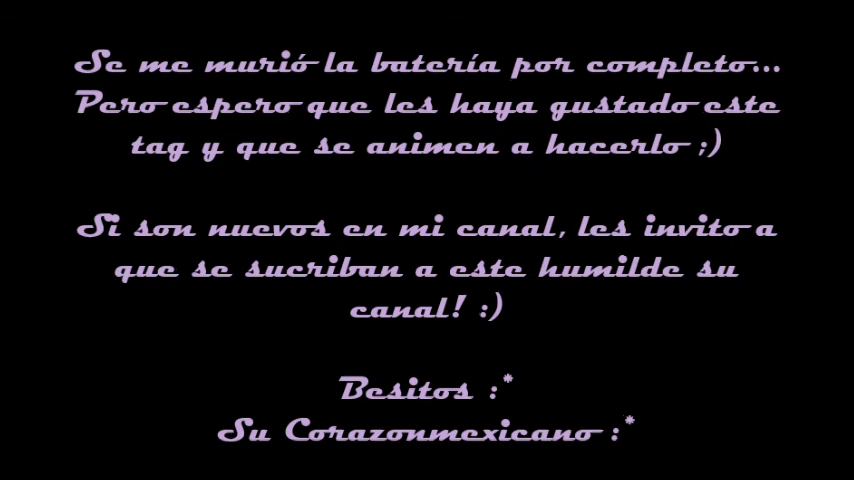 Se me murió la batería por completo...
Pero espero que les haya gustado este
tag y que se animen a hacerlo ;)
Si son nuevos en mi canal, les invito a
que se sucriban a este humilde su
canal! :)
Besitos :*
Su Corazonmexicano :*